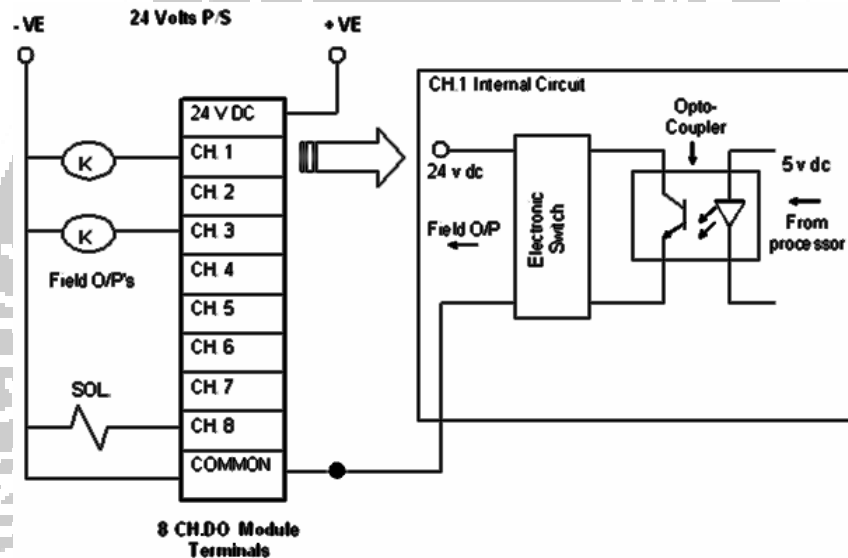 24 Volts P/S
- VE
+ VE
24 V DC
CH. 1
CH. 2
CH. 3
CH. 4
CH. 5
CH. 6
CH. 7
CH. 8
COMMON
K
K
Field O/P's
SOL.
8 CH.DO Module
Terminals
CH.1 Internal Circuit
Opto-
Coupler
24 v dc
5 v dc
Field O/P
Electronic
Switch
From
processor